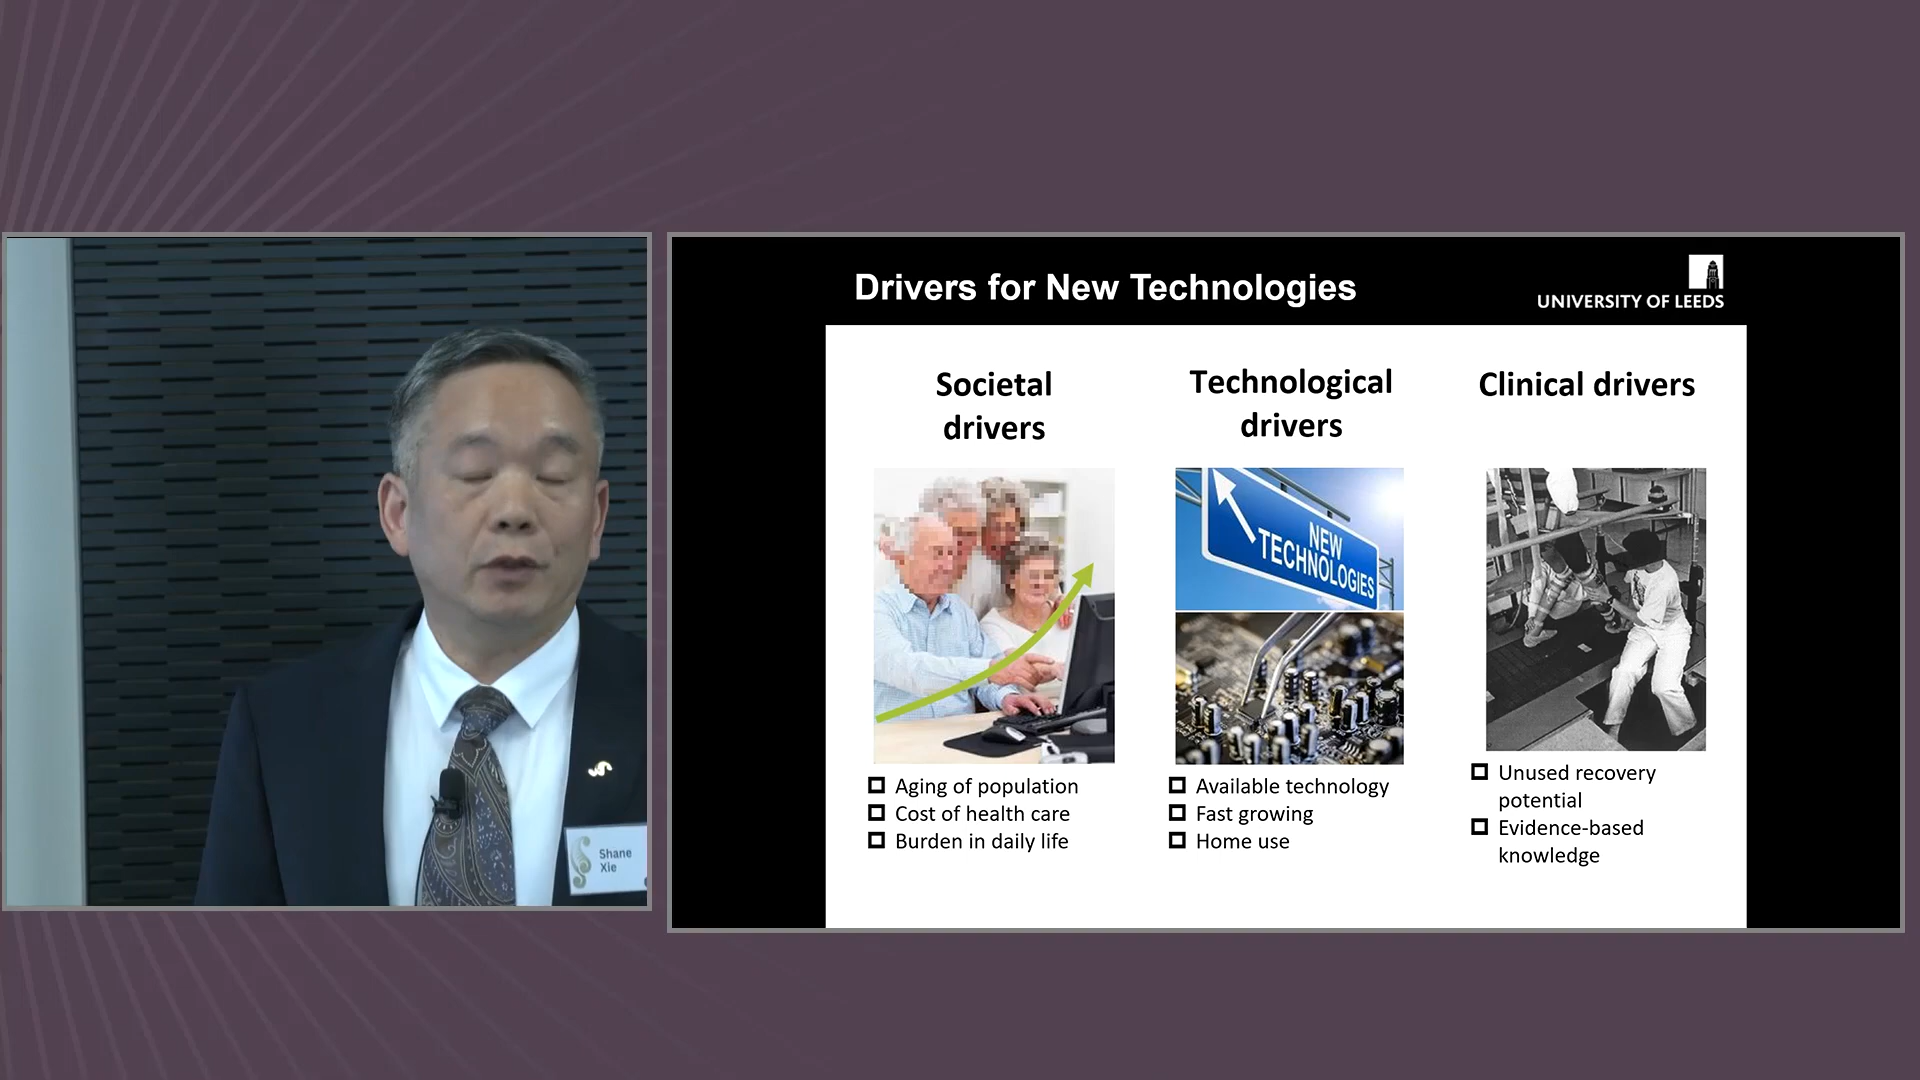 Drivers for New Technologies
UNIVERSITY OF LEEDS
Societal
drivers
Technological
drivers
Clinical drivers
NEW
TECHNOLOGIES
Aging of population
Cost of health care
Burden in daily life
Available technology
Fast growing
Home use
Unused recovery
potential
Evidence-based
knowledge
Shane
Xie